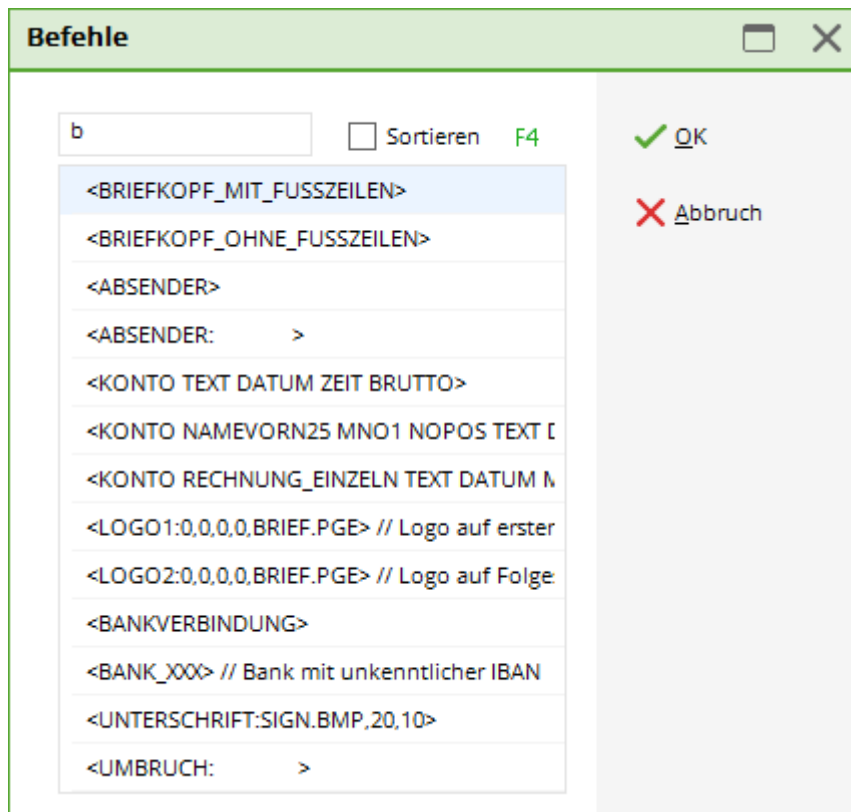 Befehle
b Sortieren F4
OK
<BRIEFKOPF_MIT_FUSSZEILEN>
Abbruch
<BRIEFKOPF_OHNE_FUSSZEILEN>
<ABSENDER>
<ABSENDER: >
<KONTO TEXT DATUM ZEIT BRUTTO>
<KONTO NAMEVORN25 MNO1 NOPOS TEXT
<KONTO RECHNUNG_EINZELN TEXT DATUM
<LOGO1:0,0,0,0,BRIEF.PGE> // Logo auf erster
<LOGO2:0,0,0,0,BRIEF.PGE> // Logo auf Folge
<BANKVERBINDUNG>
<BANK_XXX> // Bank mit unkenntlicher IBAN
<UNTERSCHRIFT:SIGN.BMP,20,10>
<UMBRUCH: >